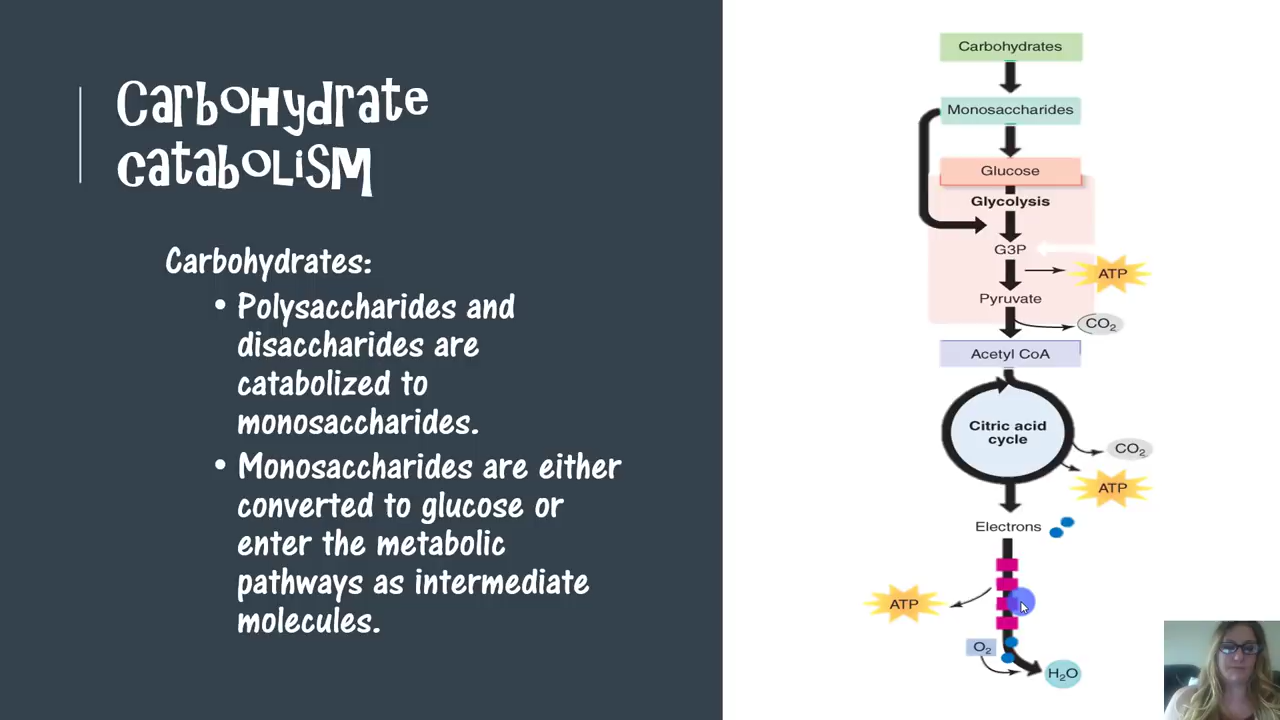 Carbohydrate
catabolism
Carbohydrates:
• Polysaccharides and
disaccharides are
catabolized to
monosaccharides.
• Monosaccharides are either
converted to glucose or
enter the metabolic
pathways as intermediate
molecules.
Carbohydrates
Monosaccharides
Glucose
Glycolysis
G3P
ATP
Pyruvate
CO₂
Acetyl CoA
Citric acid
cycle
CO₂
ATP
Electrons
ATP
O₂
H₂O